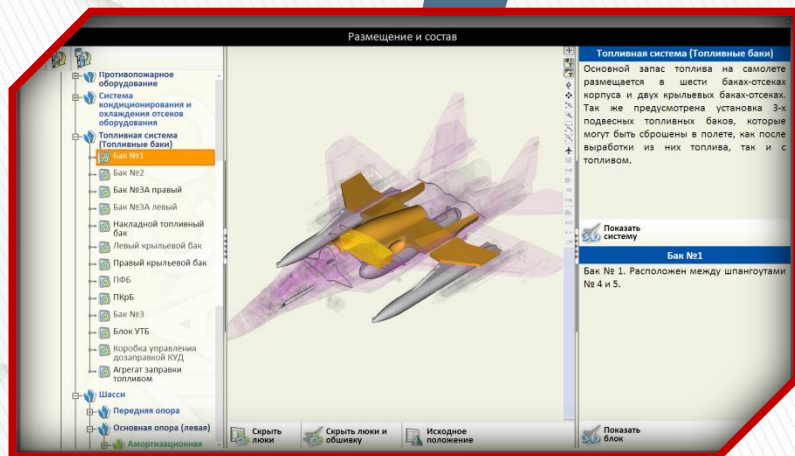 Размещение и состав
Противопожарное
оборудование
Система
кондиционирования и
охлаждения отсеков
оборудования
Топливная система
(Топливные баки)
Бак №1
Бак №2
Бак №3А правый
Бак №3А левый
Накладной топливный
бак
Левый крыльевой бак
Правый крыльевой бак
ПФБ
ПКрБ
Бак №3
Блок УТБ
Коробка управления
дозаправкой КУД
Агрегат заправки
топливом
Шасси
Передняя опора
Основная опора (левая)
Амортизационная
Скрыть
люки
Скрыть люки и
обшивку
Исходное
положение
Топливная система (Топливные баки)
Основной запас топлива на самолете
размещается в шести баках-отсеках
корпуса и двух крыльевых баках-отсеках.
Так же предусмотрена установка 3-х
подвесных топливных баков, которые
могут быть сброшены в полете, как после
выработки из них топлива, так и с
топливом.
Показать
систему
Бак №1
Бак № 1. Расположен между шпангоутами
№ 4 и 5.
Показать
блок